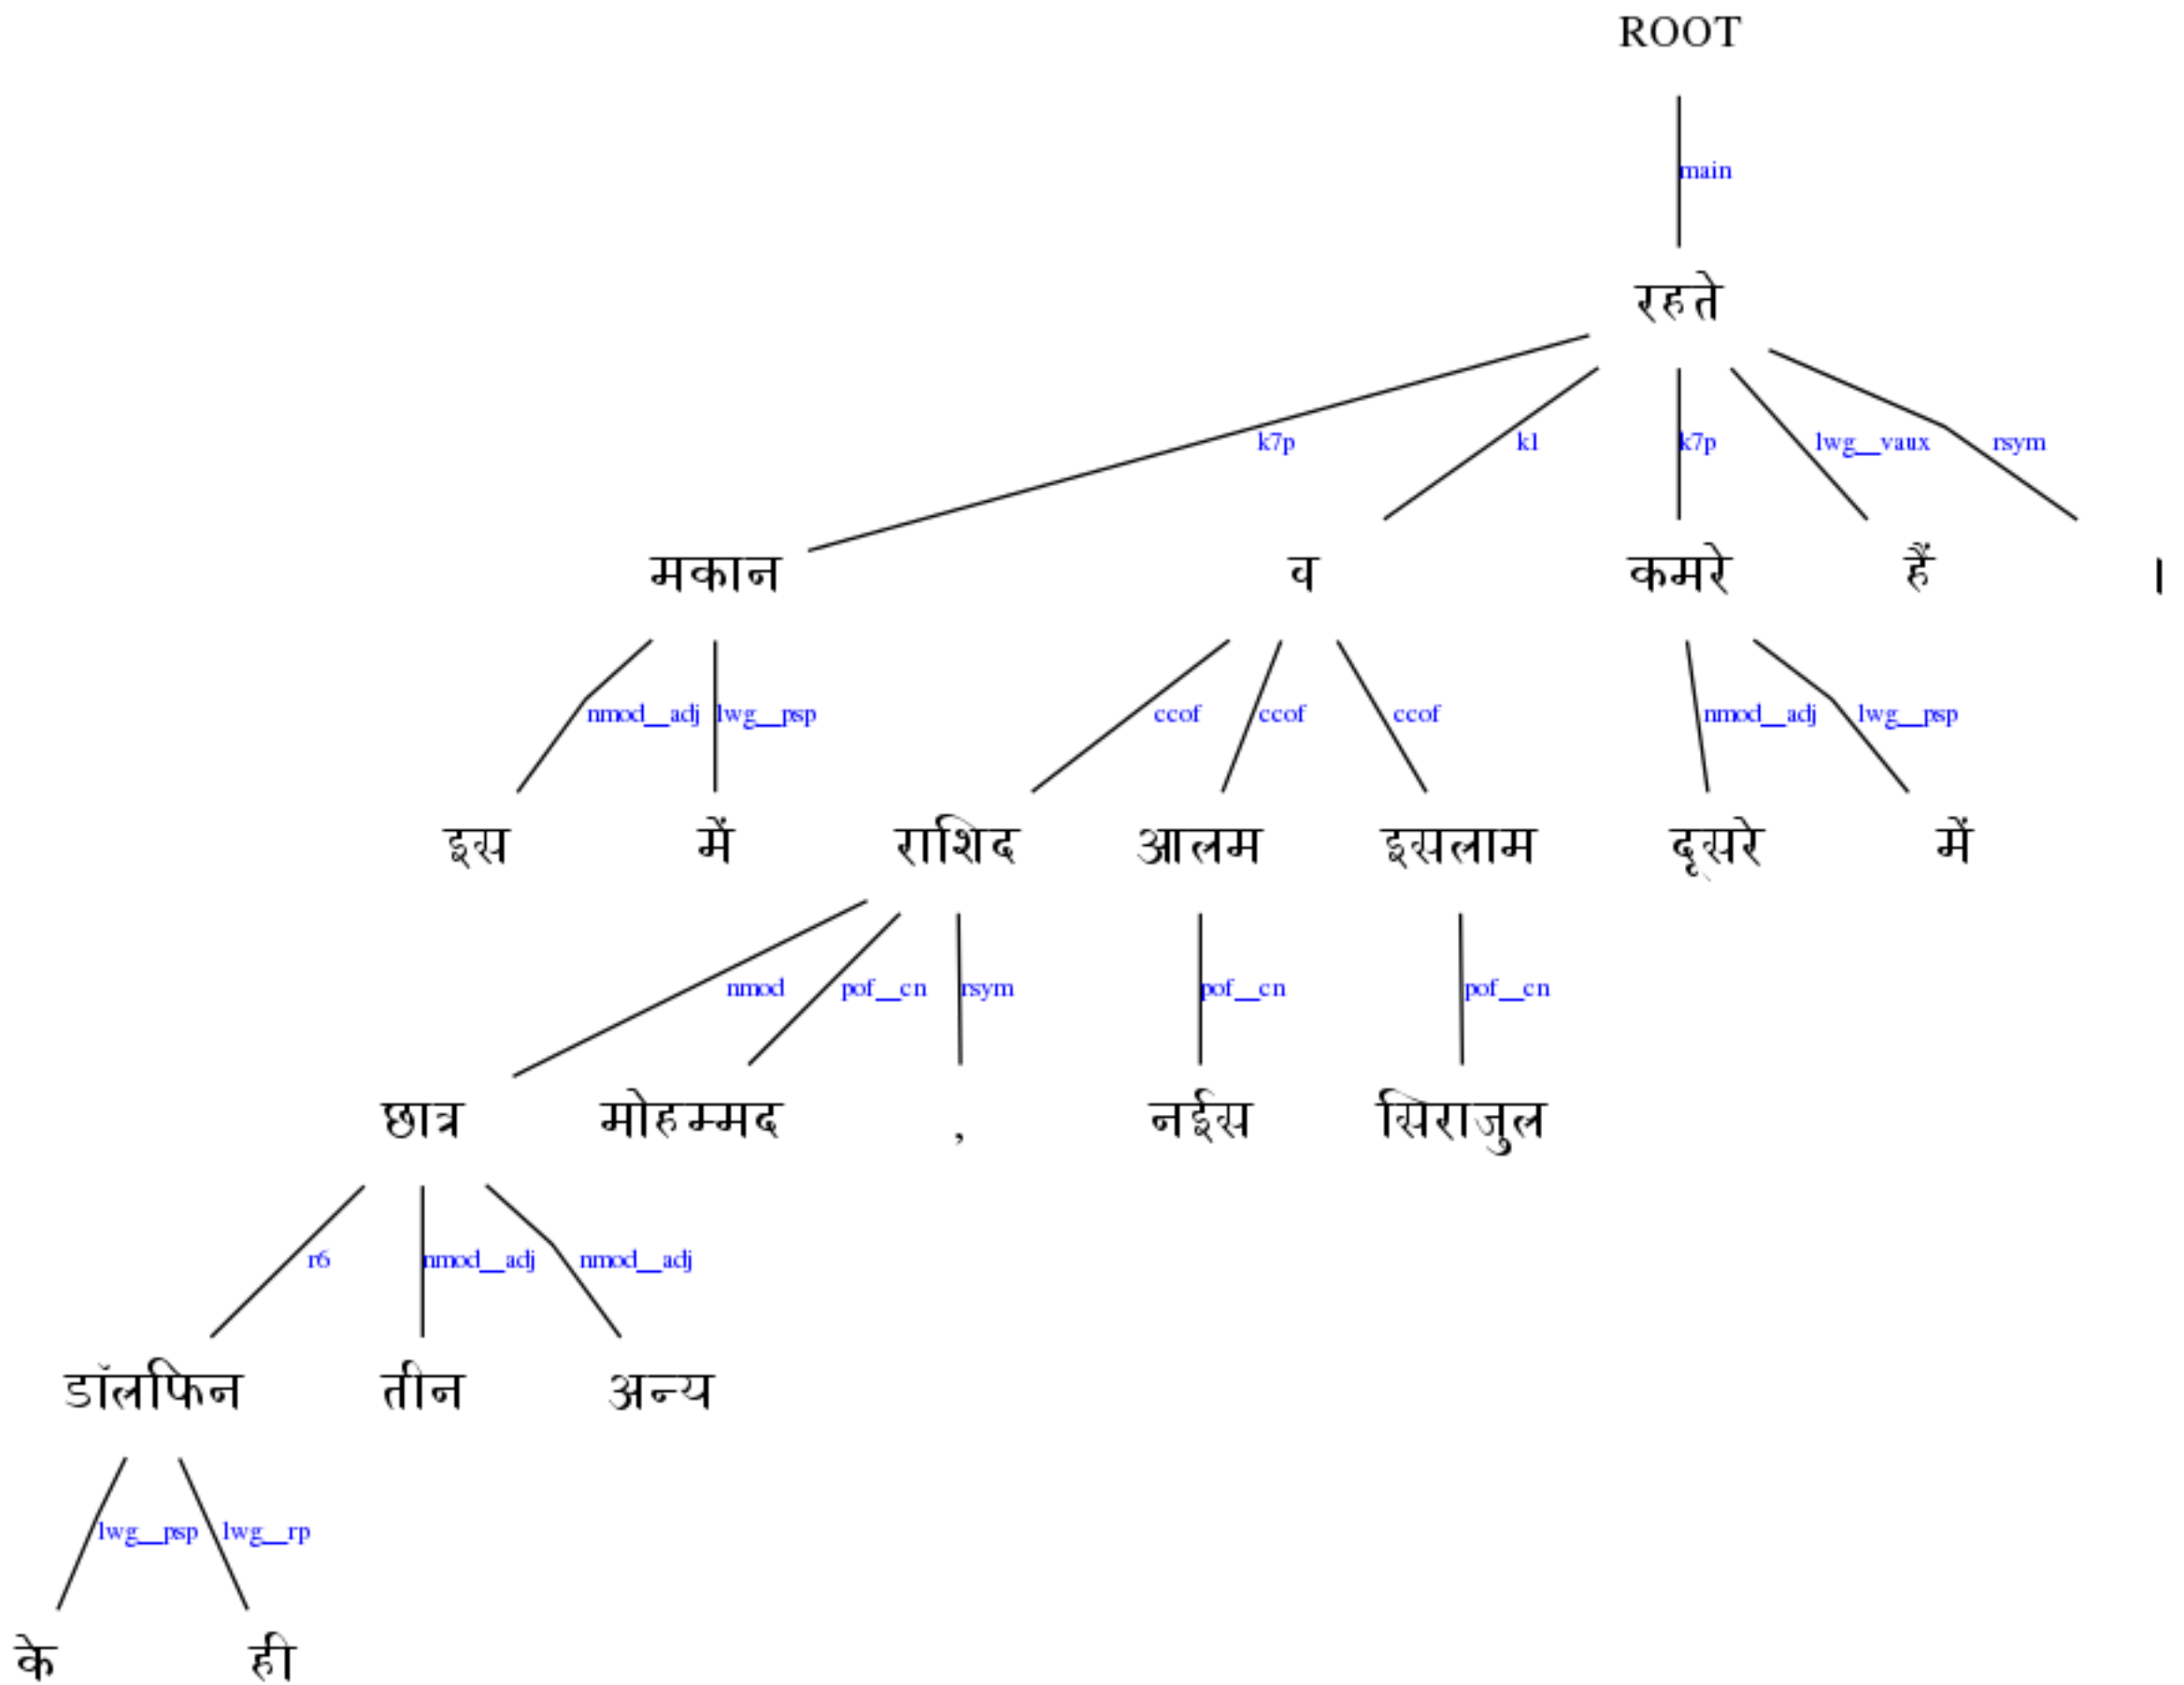 ROOT
main
रहते
k7p k1 k7p lwg__vaux rsym
मकान व कमरे हैं ।
nmod__adj lwg__psp ccof ccof ccof nmod__adj lwg__psp
इस में राशिद आलम इसलाम दूसरे में
nmod pof__cn rsym pof__cn pof__cn
छात्र मोहम्मद , नईस सिराजुल
r6 nmod__adj nmod__adj
डॉलफिन तीन अन्य
lwg__psp lwg__rp
के ही